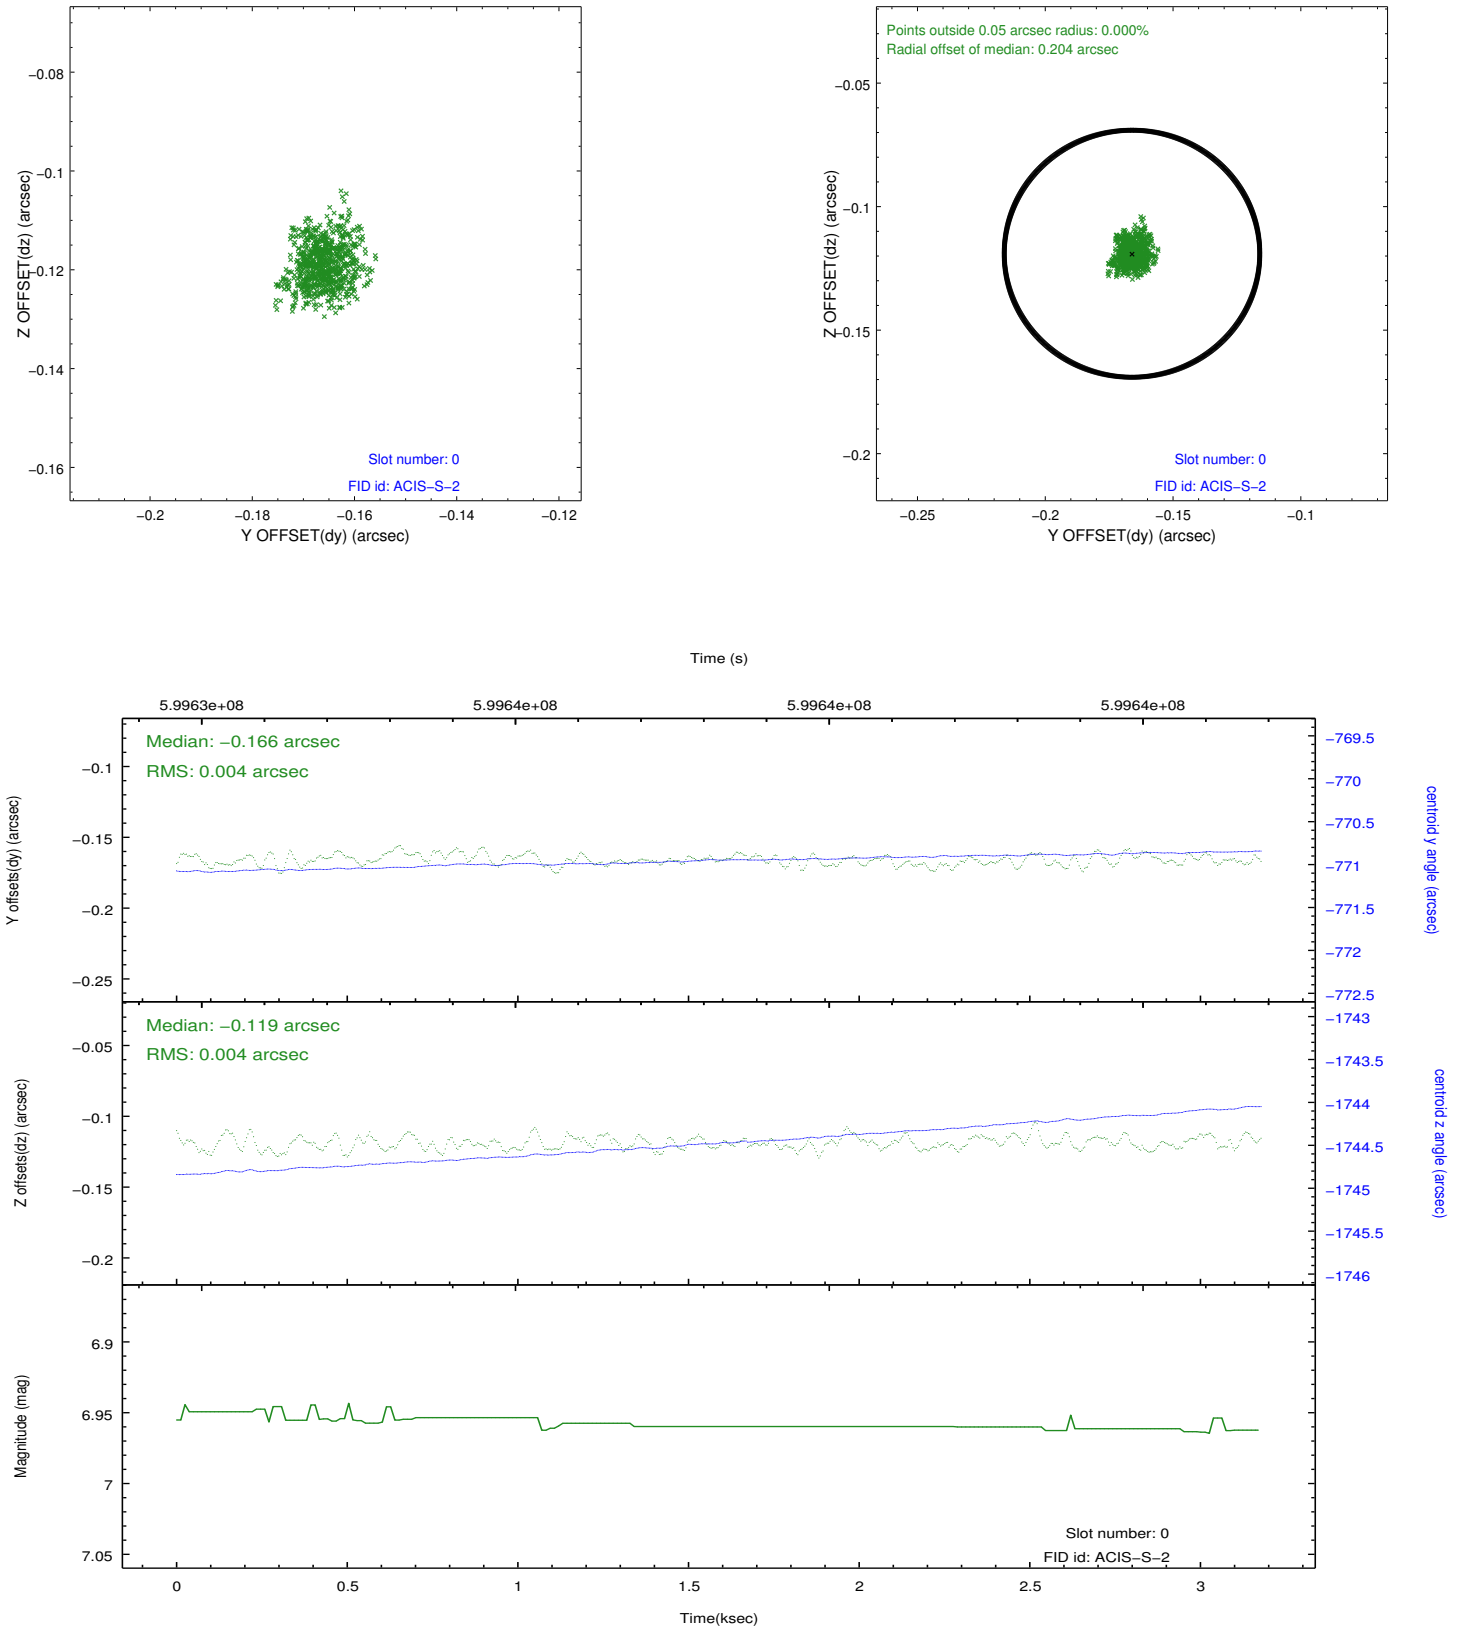 −0.08
−0.1
−0.12
−0.14
−0.16
Z OFFSET(dz) (arcsec)
Slot number: 0
FID id: ACIS−S−2
−0.2
−0.18
−0.16
−0.14
−0.12
Y OFFSET(dy) (arcsec)
Points outside 0.05 arcsec radius: 0.000%
Radial offset of median: 0.204 arcsec
−0.05
−0.1
−0.15
−0.2
Z OFFSET(dz) (arcsec)
Slot number: 0
FID id: ACIS−S−2
−0.25
−0.2
−0.15
−0.1
Y OFFSET(dy) (arcsec)
Time (s)
5.9963e+08
5.9964e+08
5.9964e+08
5.9964e+08
Median: −0.166 arcsec
RMS: 0.004 arcsec
−0.1
−0.15
−0.2
−0.25
Y offsets(dy) (arcsec)
−769.5
−770
−770.5
−771
−771.5
−772
−772.5
centroid y angle (arcsec)
Median: −0.119 arcsec
RMS: 0.004 arcsec
−0.05
−0.1
−0.15
−0.2
Z offsets(dz) (arcsec)
−1743
−1743.5
−1744
−1744.5
−1745
−1745.5
−1746
centroid z angle (arcsec)
6.9
6.95
7
7.05
Magnitude (mag)
Slot number: 0
FID id: ACIS−S−2
0
0.5
1
1.5
2
2.5
3
Time(ksec)